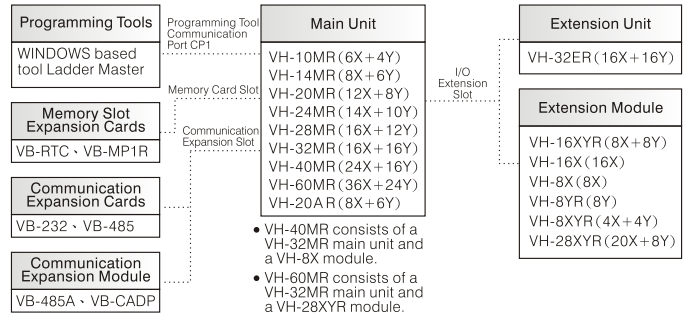 Programming Tools
WINDOWS based
tool Ladder Master
Programming Tool
Communication
Port CP1
Memory Slot
Expansion Cards
VB-RTC、VB-MP1R
Memory Card Slot
Communication
Expansion Slot
Communication
Expansion Cards
VB-232、VB-485
Communication
Expansion Module
VB-485A、VB-CADP
Main Unit
VH-10MR(6X+4Y)
VH-14MR(8X+6Y)
VH-20MR(12X+8Y)
VH-24MR(14X+10Y)
VH-28MR(16X+12Y)
VH-32MR(16X+16Y)
VH-40MR(24X+16Y)
VH-60MR(36X+24Y)
VH-20AR(8X+6Y)
• VH-40MR consists of a
VH-32MR main unit and
a VH-8X module.
• VH-60MR consists of a
VH-32MR main unit and
a VH-28XYR module.
I/O
Extension
Slot
Extension Unit
VH-32ER(16X+16Y)
Extension Module
VH-16XYR(8X+8Y)
VH-16X(16X)
VH-8X(8X)
VH-8YR(8Y)
VH-8XYR(4X+4Y)
VH-28XYR(20X+8Y)